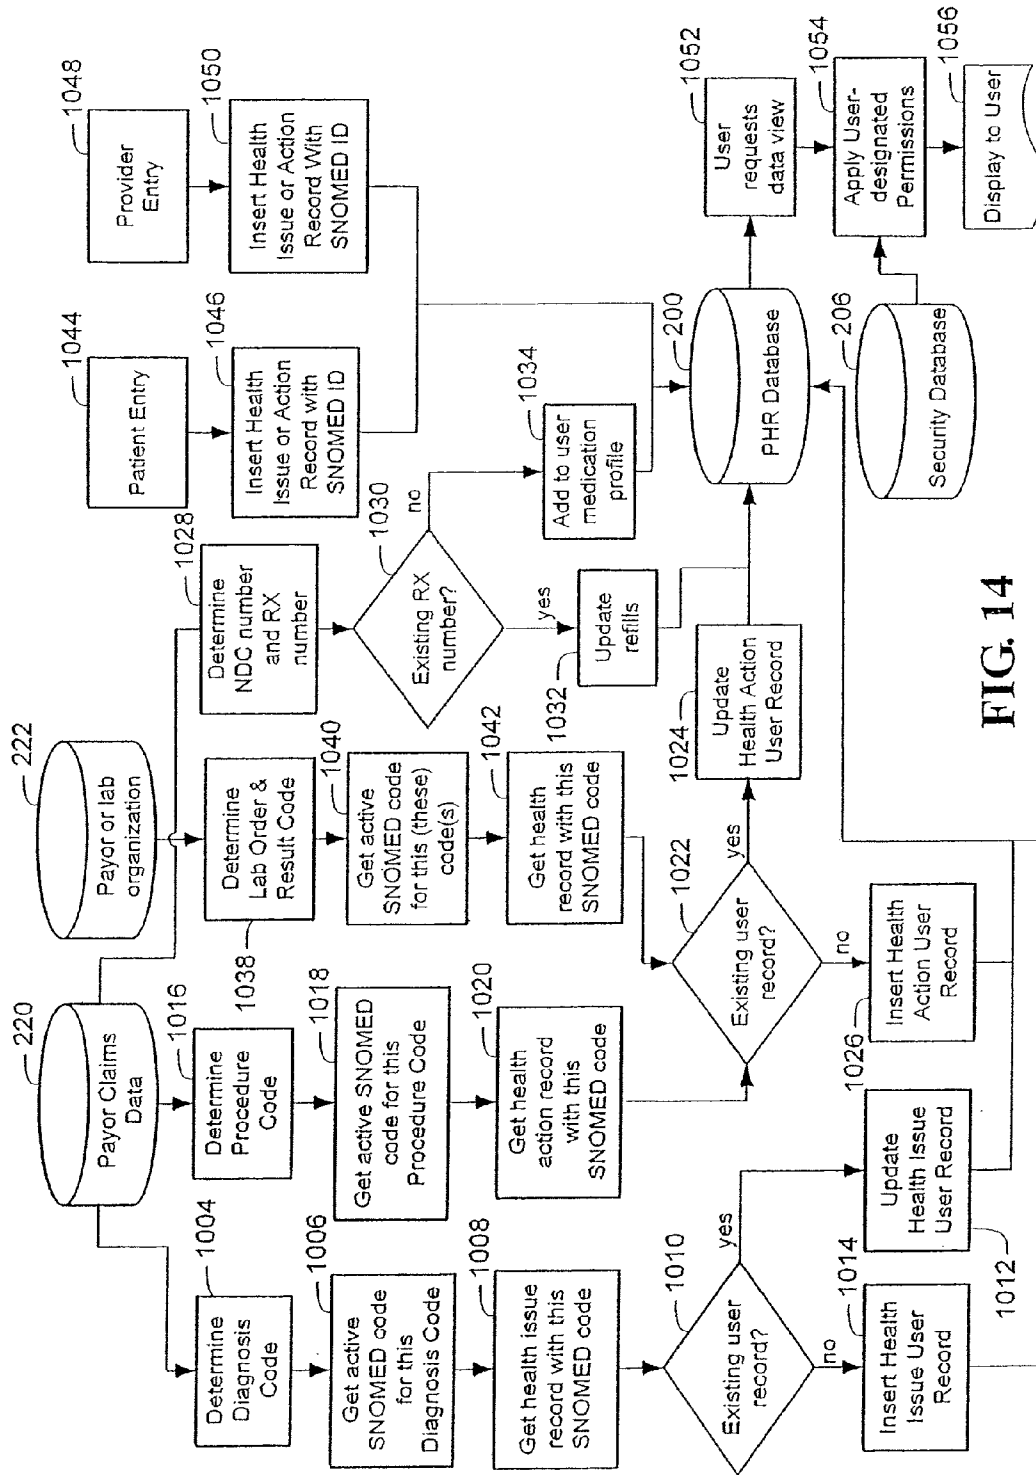 220
Payor Claims
Data
222
Payor or lab
organization
1044
Patient Entry
1048
Provider
Entry
1004
Determine
Diagnosis
Code
1016
Determine
Procedure
Code
1038
Determine
Lab Order &
Result Code
1028
Determine
NDC number
and RX
number
1046
Insert Health
Issue or Action
Record with
SNOMED ID
1050
Insert Health
Issue or Action
Record With
SNOMED ID
1006
Get active
SNOMED code
for this
Diagnosis Code
1018
Get active SNOMED
code for this
Procedure Code
1040
Get active
SNOMED code
for this (these)
code(s)
1030
Existing RX
number?
no
yes
1008
Get health issue
record with this
SNOMED code
1020
Get health
action record
with this
SNOMED code
1042
Get health
record with this
SNOMED code
1032
Update
refills
1034
Add to user
medication
profile
1010
Existing user
record?
yes
no
1022
Existing user
record?
yes
no
1024
Update
Health Action
User Record
200
PHR Database
1052
User
requests
data view
1014
Insert Health
Issue User
Record
1012
Update
Health Issue
User Record
1026
Insert Health
Action User
Record
206
Security Database
1054
Apply User-
designated
Permissions
1056
Display to User
FIG. 14